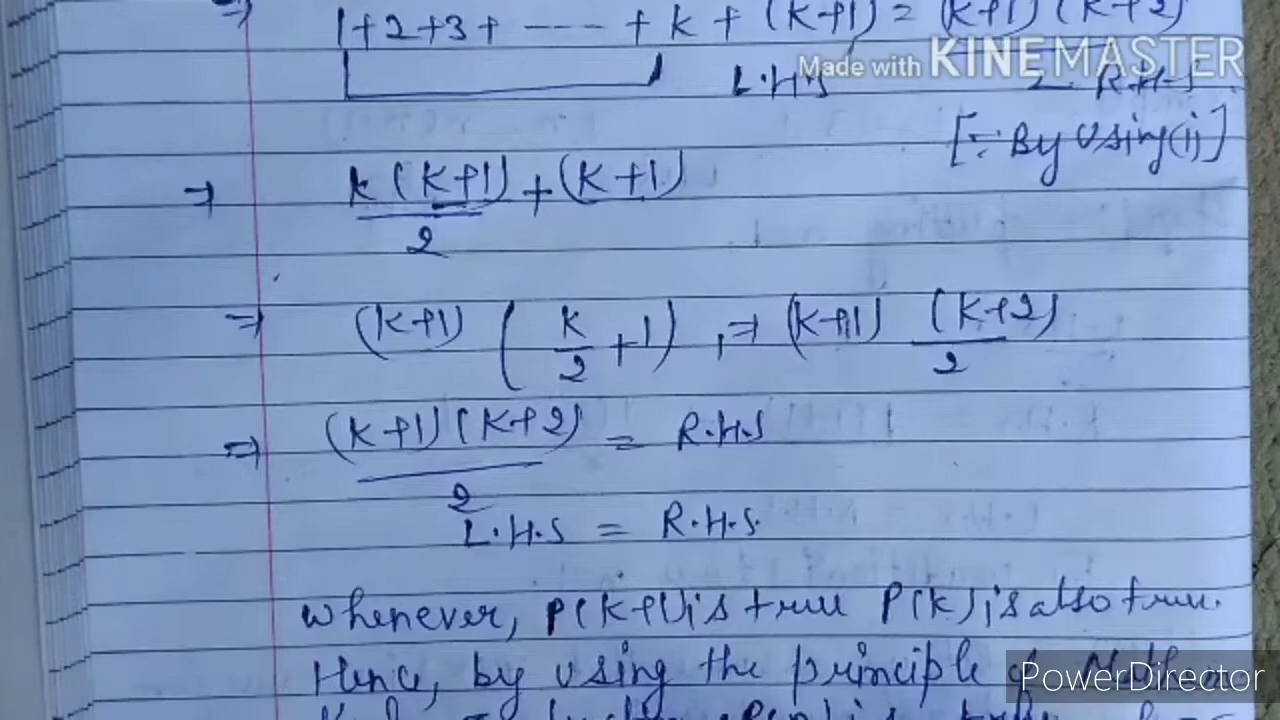 ⇒ 1+2+3+ ---- + k + (k+1) = (k+1) (k+2)
Made with KINEMASTER
L.H.S 2 R.H.S
[∵ By Using (i)]
⇒ k (k+1) + (k+1)
2
⇒ (k+1) ( k/2 +1) , ⇒ (k+1) (k+2)
2
⇒ (k+1) (k+2) = R.H.S
2
L.H.S = R.H.S.
whenever, P(k+1) is true P(k) is also true.
Hence, by using the principle of
PowerDirector